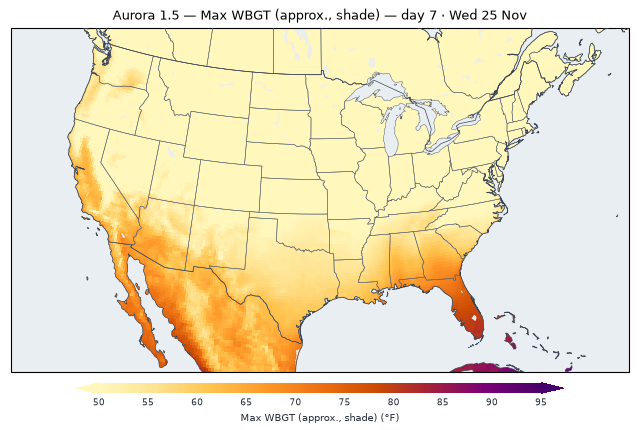 Aurora 1.5 — Max WBGT (approx., shade) — day 7 · Wed 25 Nov
50 55 60 65 70 75 80 85 90 95
Max WBGT (approx., shade) (°F)